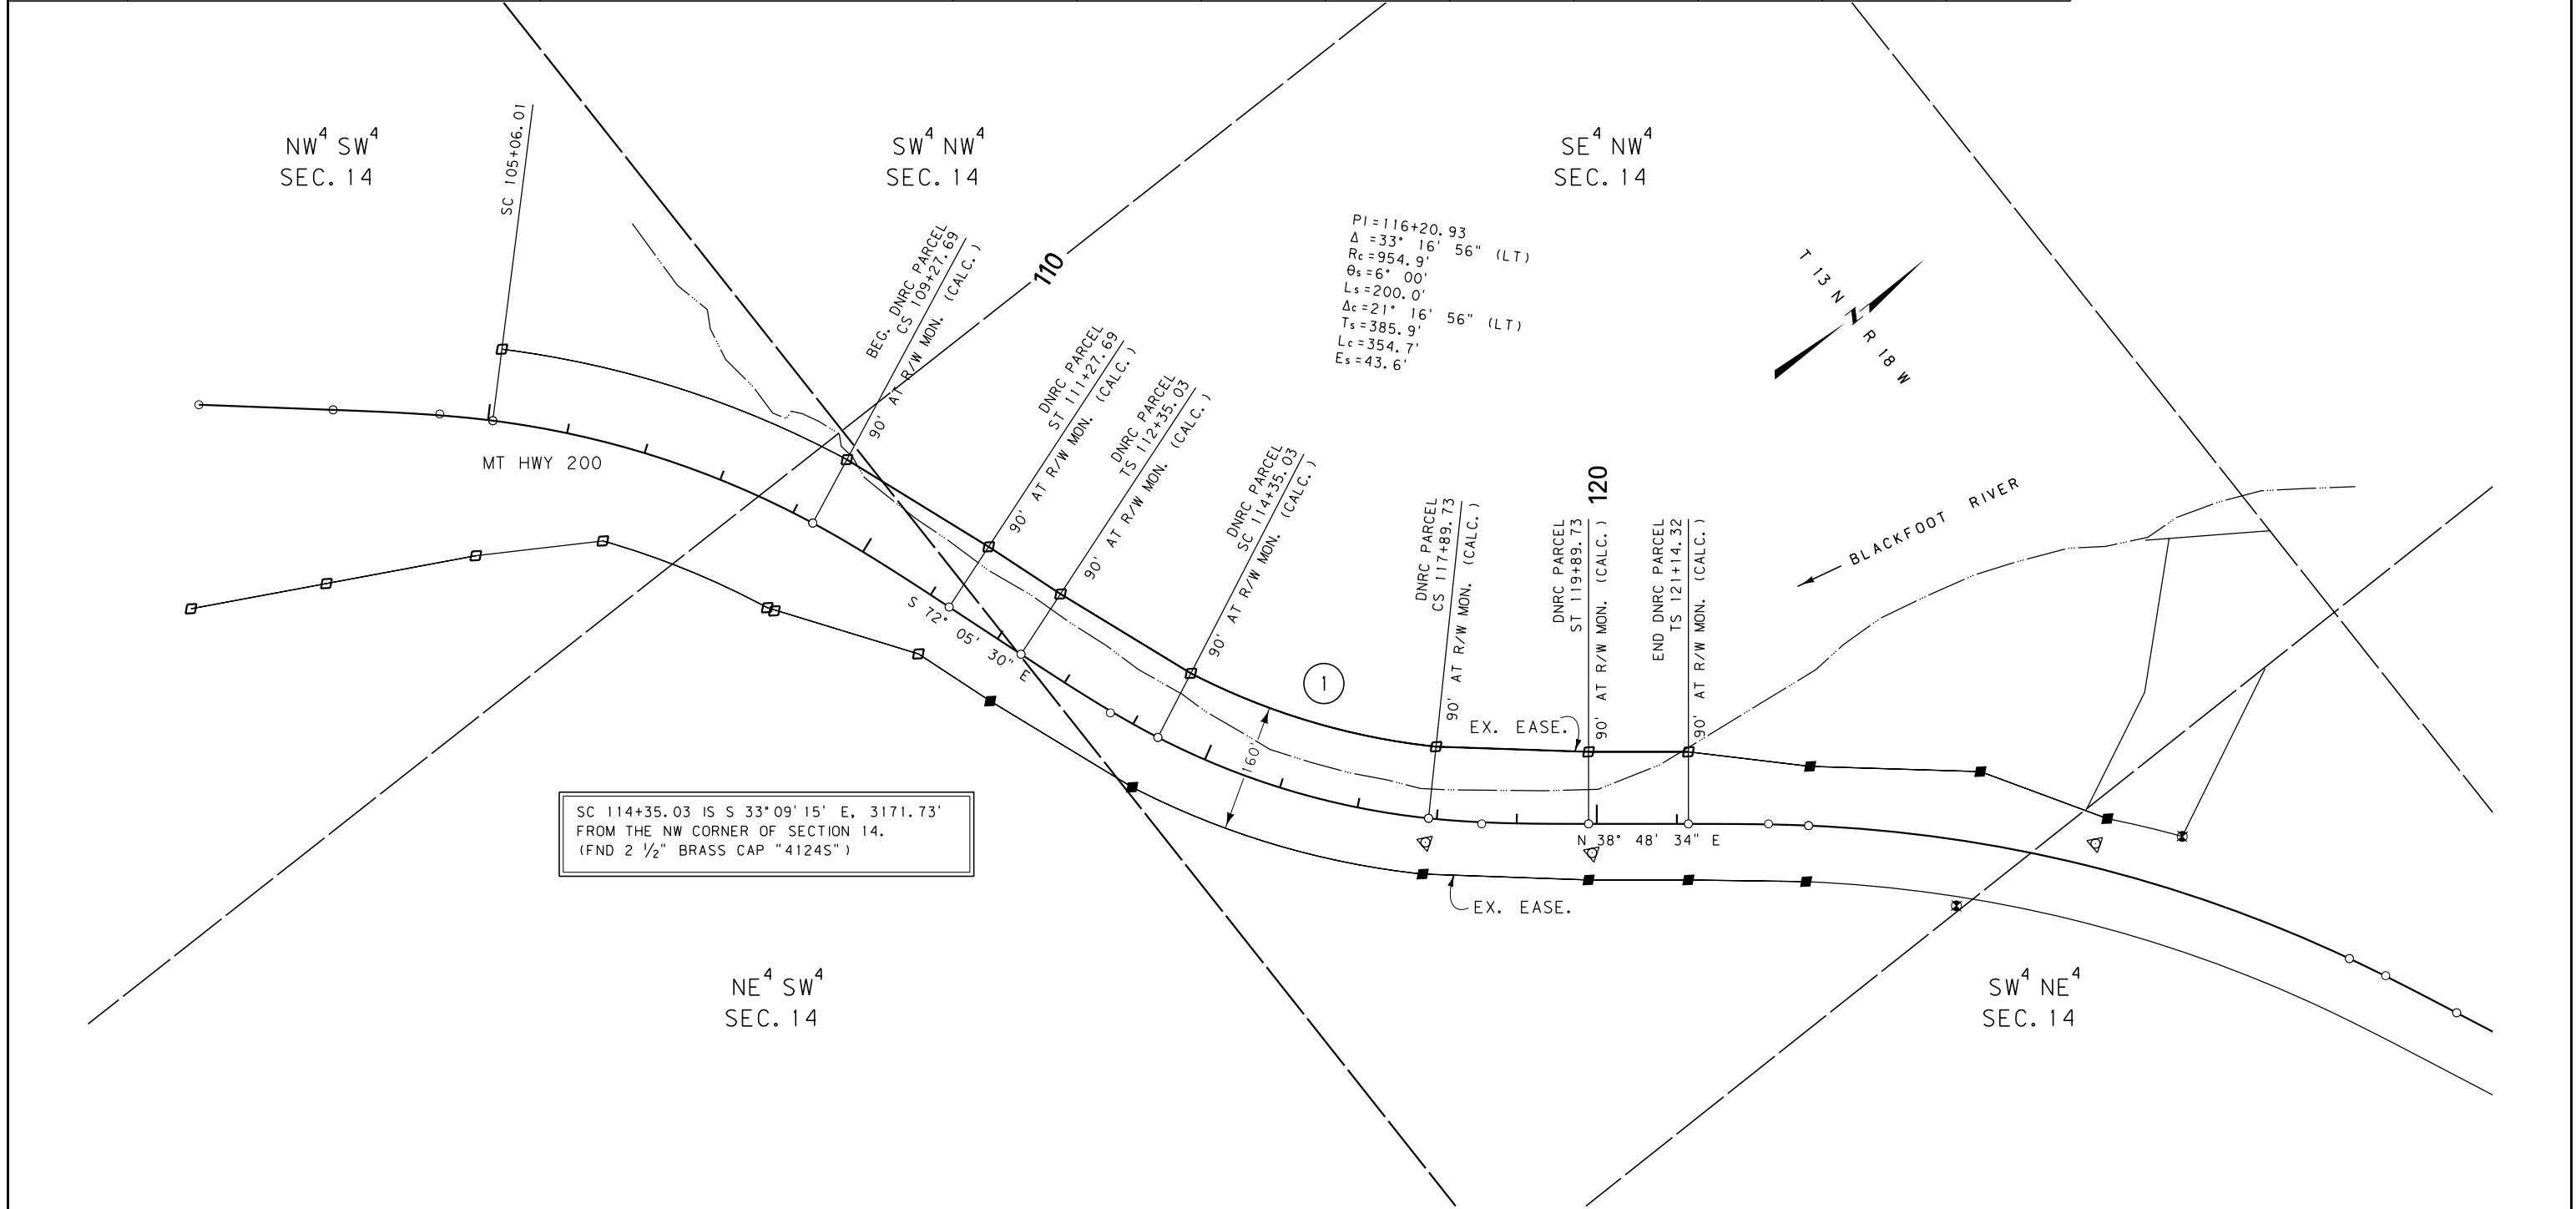 NW4 SW4
SEC. 14
SC 105+06.01
SW4 NW4
SEC. 14
SE4 NW4
SEC. 14
110
BEG. DNRC PARCEL
CS 109+27.69
90' AT R/W MON. (CALC.)
DNRC PARCEL
ST 111+27.69
90' AT R/W MON. (CALC.)
DNRC PARCEL
TS 112+35.03
90' AT R/W MON. (CALC.)
DNRC PARCEL
SC 114+35.03
90' AT R/W MON. (CALC.)
PI=116+20.93
Δ =33° 16' 56" (LT)
Rc=954.9'
θs=6° 00'
Ls=200.0'
Δc=21° 16' 56" (LT)
Ts=385.9'
Lc=354.7'
Es=43.6'
T 13 N
Z
R 18 W
DNRC PARCEL
CS 117+89.73
90' AT R/W MON. (CALC.)
120
DNRC PARCEL
ST 119+89.73
90' AT R/W MON. (CALC.)
END DNRC PARCEL
TS 121+14.32
90' AT R/W MON. (CALC.)
BLACKFOOT RIVER
MT HWY 200
S 72° 05' 30" E
1
EX. EASE.
160'
N 38° 48' 34" E
EX. EASE.
SC 114+35.03 IS S 33°09'15' E, 3171.73'
FROM THE NW CORNER OF SECTION 14.
(FND 2 1/2" BRASS CAP "4124S")
NE4 SW4
SEC. 14
SW4 NE4
SEC. 14